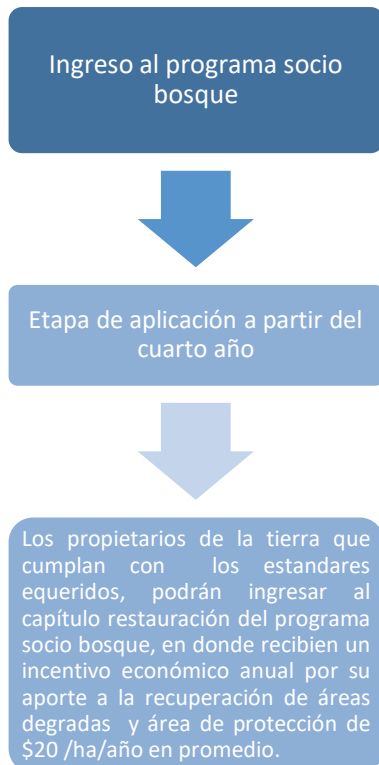 Ingreso al programa socio
bosque
Etapa de aplicación a partir del
cuarto año
Los propietarios de la tierra que
cumplan con los estandares
equeridos, podrán ingresar al
capítulo restauración del programa
socio bosque, en donde recibien un
incentivo económico anual por su
aporte a la recuperación de áreas
degradas y área de protección de
$20 /ha/año en promedio.